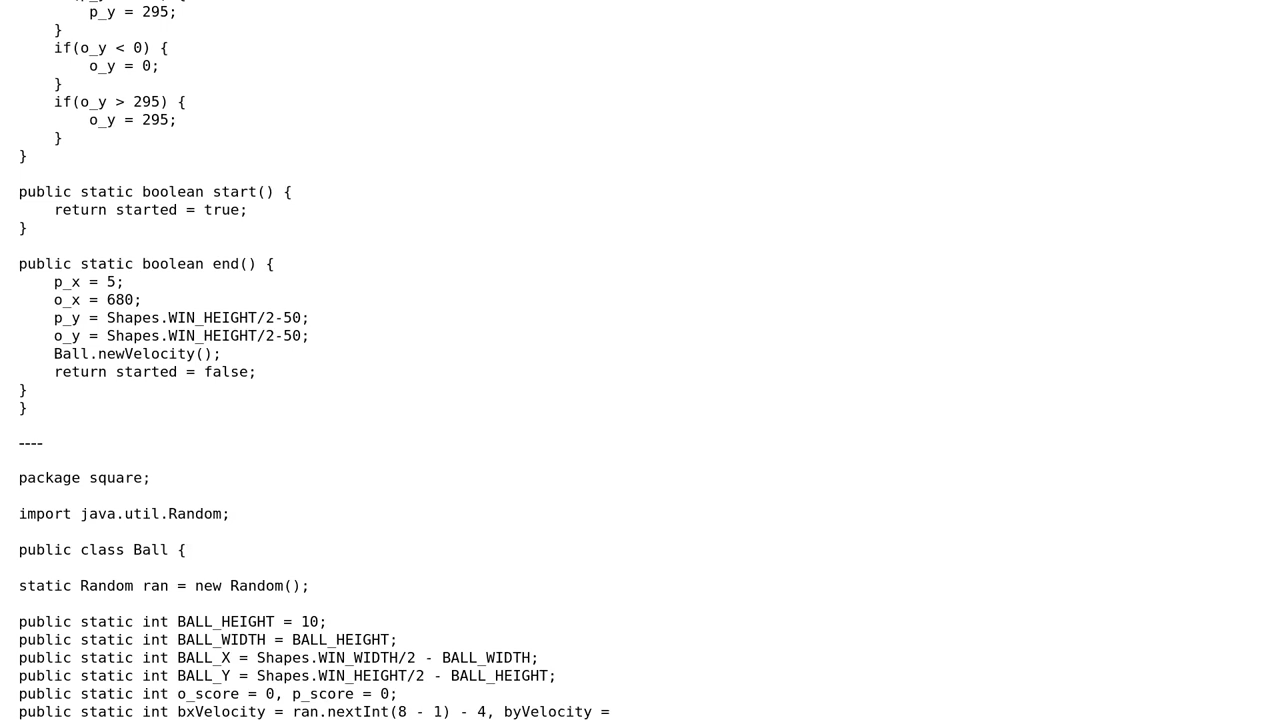 p_y = 295;
    }
    if(o_y < 0) {
        o_y = 0;
    }
    if(o_y > 295) {
        o_y = 295;
    }
}

public static boolean start() {
    return started = true;
}

public static boolean end() {
    p_x = 5;
    o_x = 680;
    p_y = Shapes.WIN_HEIGHT/2-50;
    o_y = Shapes.WIN_HEIGHT/2-50;
    Ball.newVelocity();
    return started = false;
}
}

----

package square;

import java.util.Random;

public class Ball {

static Random ran = new Random();

public static int BALL_HEIGHT = 10;
public static int BALL_WIDTH = BALL_HEIGHT;
public static int BALL_X = Shapes.WIN_WIDTH/2 - BALL_WIDTH;
public static int BALL_Y = Shapes.WIN_HEIGHT/2 - BALL_HEIGHT;
public static int o_score = 0, p_score = 0;
public static int bxVelocity = ran.nextInt(8 - 1) - 4, byVelocity =